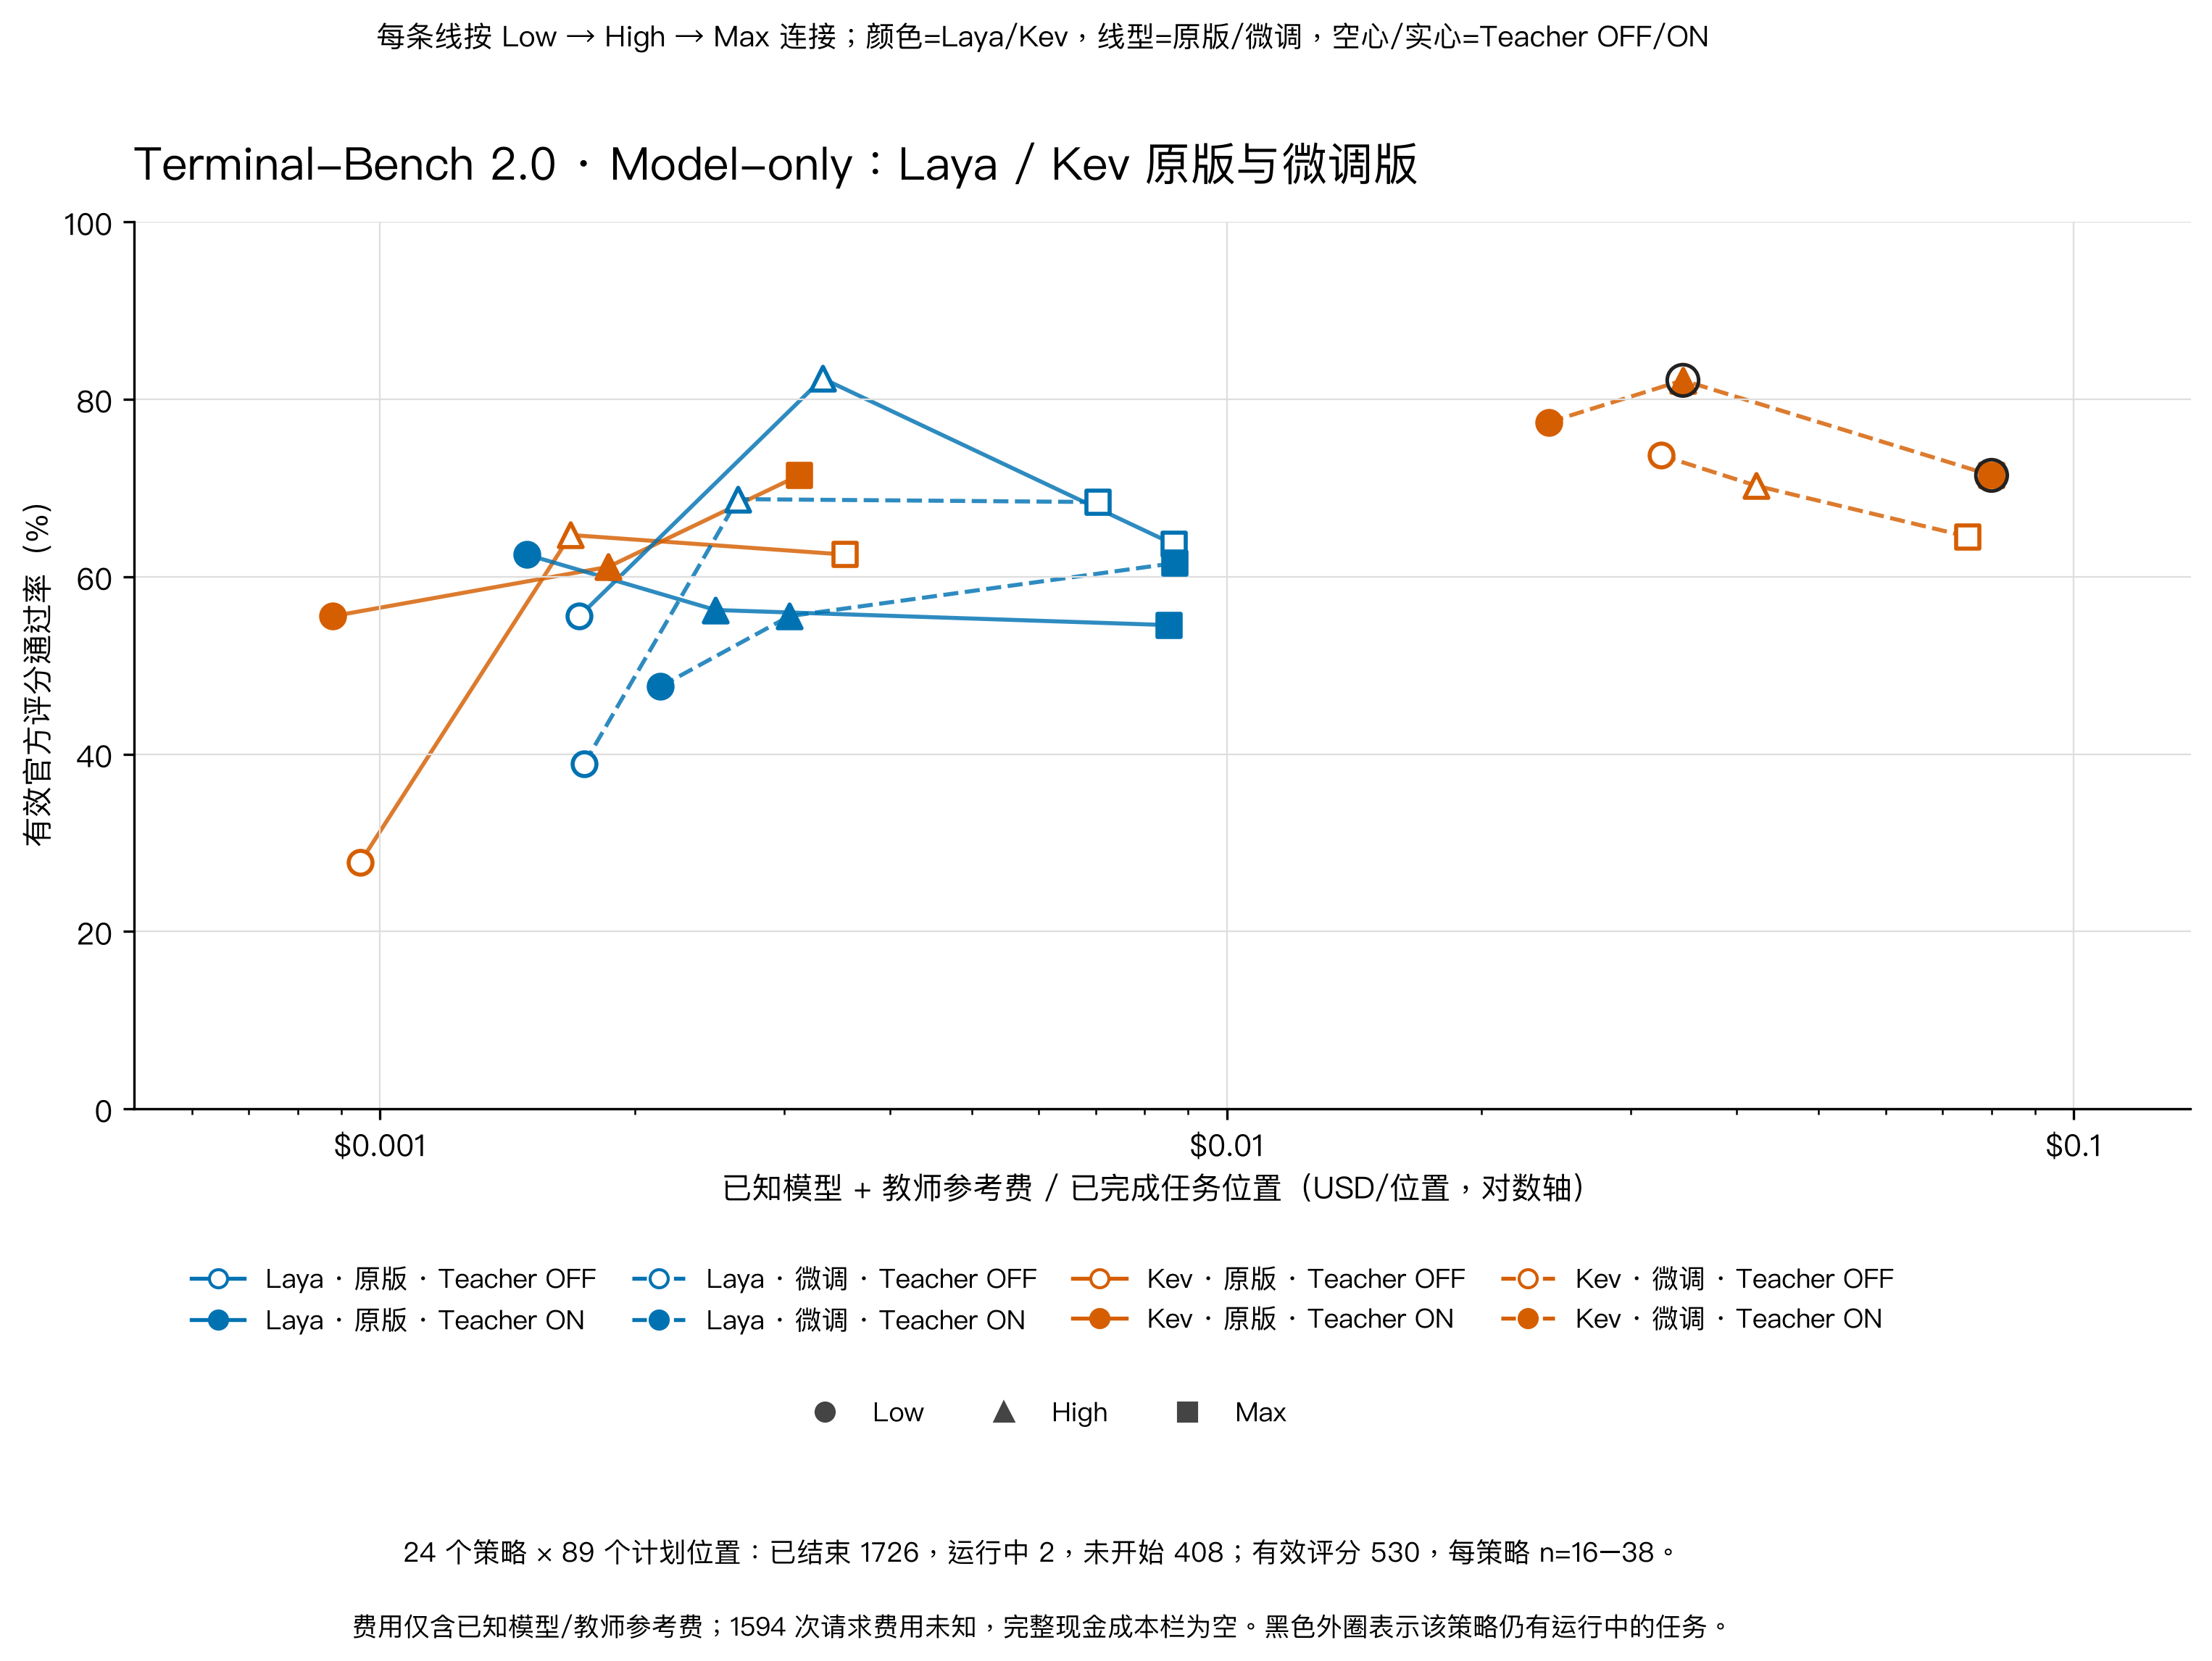 每条线按 Low → High → Max 连接；颜色=Laya/Kev，线型=原版/微调，空心/实心=Teacher OFF/ON
Terminal-Bench 2.0 · Model-only：Laya / Kev 原版与微调版
有效官方评分通过率（%）
100
80
60
40
20
0
$0.001
$0.01
$0.1
已知模型 + 教师参考费 / 已完成任务位置（USD/位置，对数轴）
Laya · 原版 · Teacher OFF
Laya · 微调 · Teacher OFF
Kev · 原版 · Teacher OFF
Kev · 微调 · Teacher OFF
Laya · 原版 · Teacher ON
Laya · 微调 · Teacher ON
Kev · 原版 · Teacher ON
Kev · 微调 · Teacher ON
Low
High
Max
24 个策略 × 89 个计划位置：已结束 1726，运行中 2，未开始 408；有效评分 530，每策略 n=16–38。
费用仅含已知模型/教师参考费；1594 次请求费用未知，完整现金成本栏为空。黑色外圈表示该策略仍有运行中的任务。